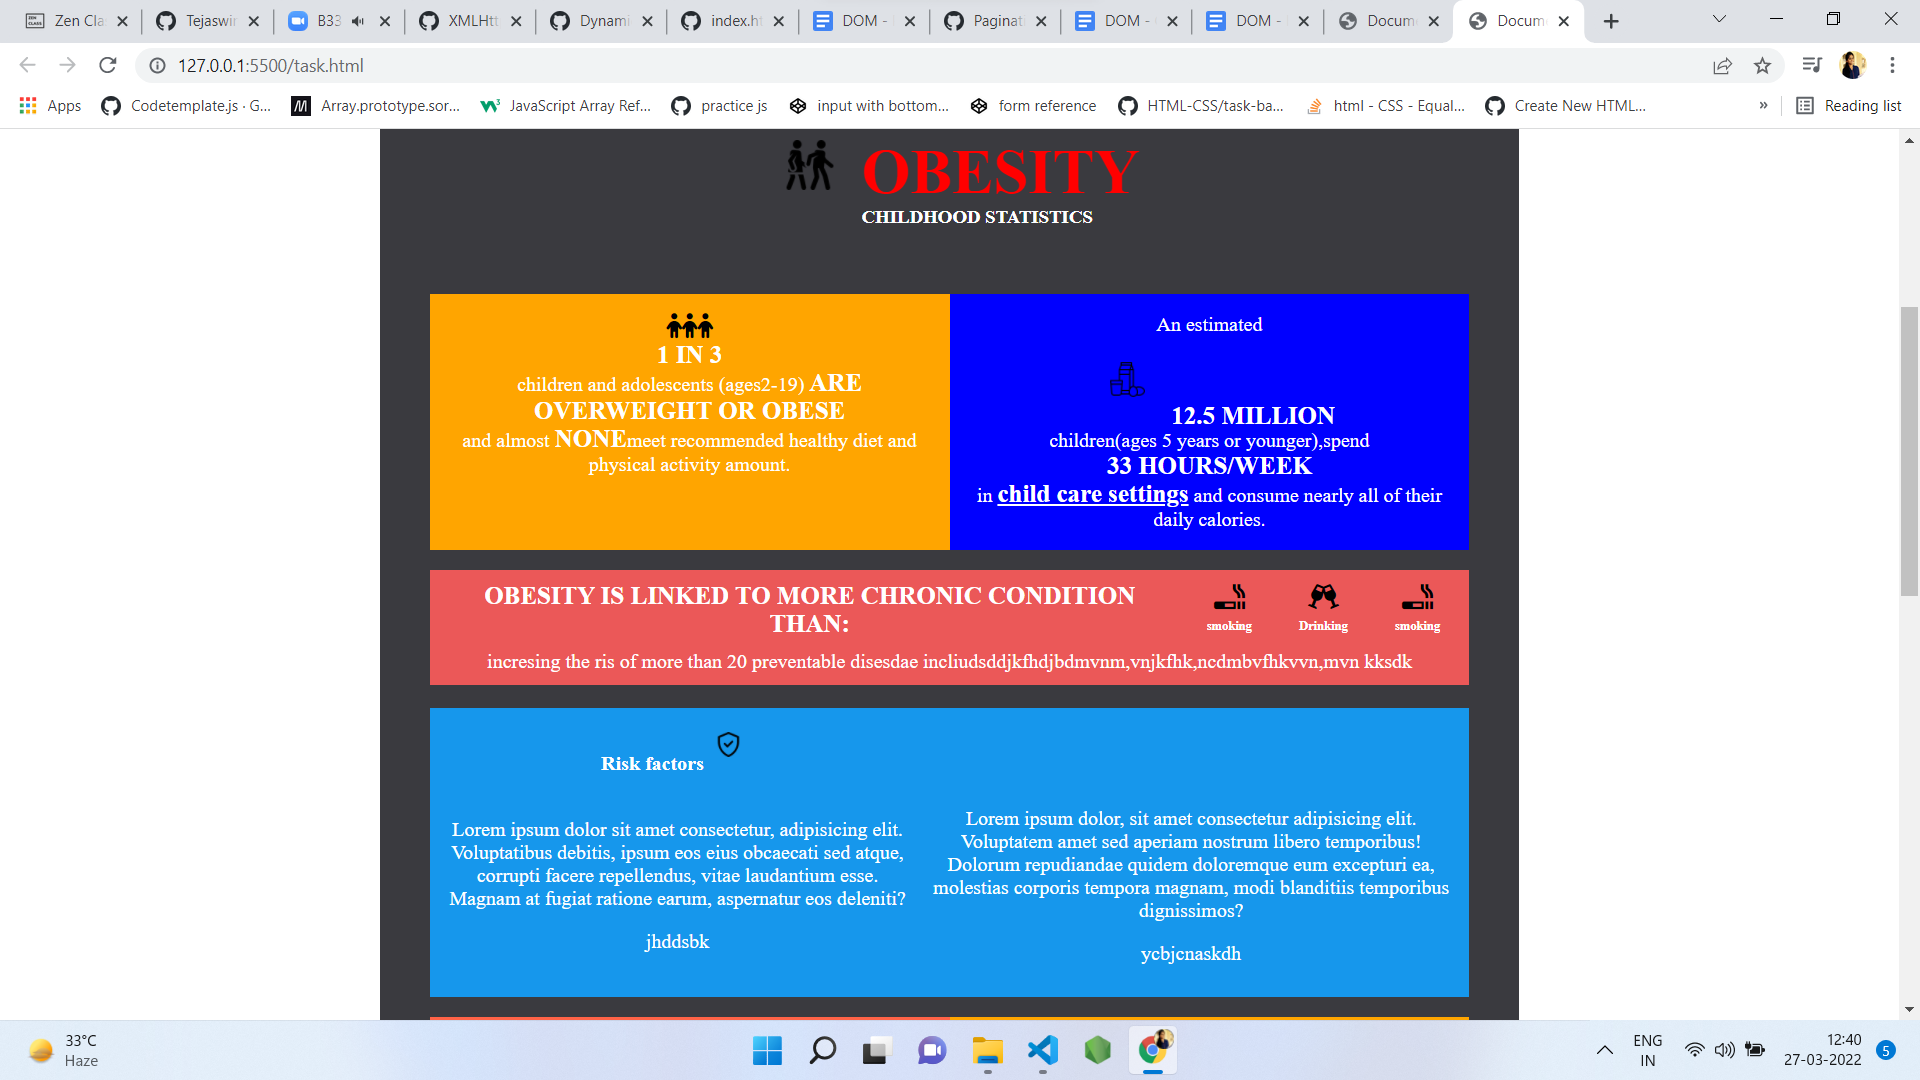 Zen Cla
Tejaswin
B33
XMLHtt
Dynami
index.ht
DOM -
Paginati
DOM -
DOM -
Docum
Docum
127.0.0.1:5500/task.html
Apps
Codetemplate.js · G...
Array.prototype.sor...
JavaScript Array Ref...
practice js
input with bottom...
form reference
HTML-CSS/task-ba...
html - CSS - Equal...
Create New HTML...
»
Reading list
OBESITY
CHILDHOOD STATISTICS
1 IN 3
children and adolescents (ages2-19) ARE
OVERWEIGHT OR OBESE
and almost NONEmeet recommended healthy diet and
physical activity amount.
An estimated
12.5 MILLION
children(ages 5 years or younger),spend
33 HOURS/WEEK
in child care settings and consume nearly all of their
daily calories.
OBESITY IS LINKED TO MORE CHRONIC CONDITION
THAN:
smoking
Drinking
smoking
incresing the ris of more than 20 preventable disesdae incliudsddjkfhdjbdmvnm,vnjkfhk,ncdmbvfhkvvn,mvn kksdk
Risk factors
Lorem ipsum dolor sit amet consectetur, adipisicing elit.
Voluptatibus debitis, ipsum eos eius obcaecati sed atque,
corrupti facere repellendus, vitae laudantium esse.
Magnam at fugiat ratione earum, aspernatur eos deleniti?
jhddsbk
Lorem ipsum dolor, sit amet consectetur adipisicing elit.
Voluptatem amet sed aperiam nostrum libero temporibus!
Dolorum repudiandae quidem doloremque eum excepturi ea,
molestias corporis tempora magnam, modi blanditiis temporibus
dignissimos?
ycbjcnaskdh
33°C
Haze
ENG
IN
12:40
27-03-2022
5